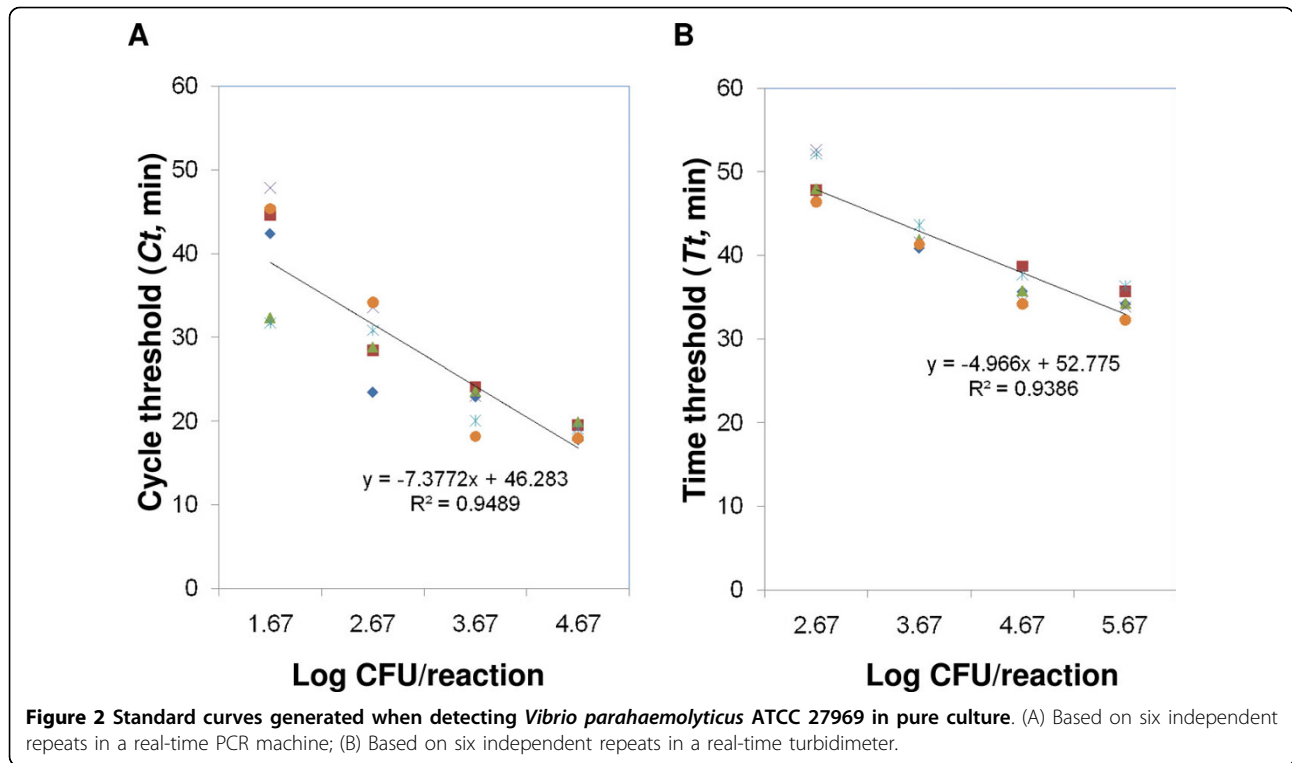 A
60
50
40
30
20
10
0
Cycle threshold (Ct, min)
y = -7.3772x + 46.283
R² = 0.9489
1.67 2.67 3.67 4.67
Log CFU/reaction
B
60
50
40
30
20
10
0
Time threshold (Tt, min)
y = -4.966x + 52.775
R² = 0.9386
2.67 3.67 4.67 5.67
Log CFU/reaction
Figure 2 Standard curves generated when detecting Vibrio parahaemolyticus ATCC 27969 in pure culture. (A) Based on six independent
repeats in a real-time PCR machine; (B) Based on six independent repeats in a real-time turbidimeter.